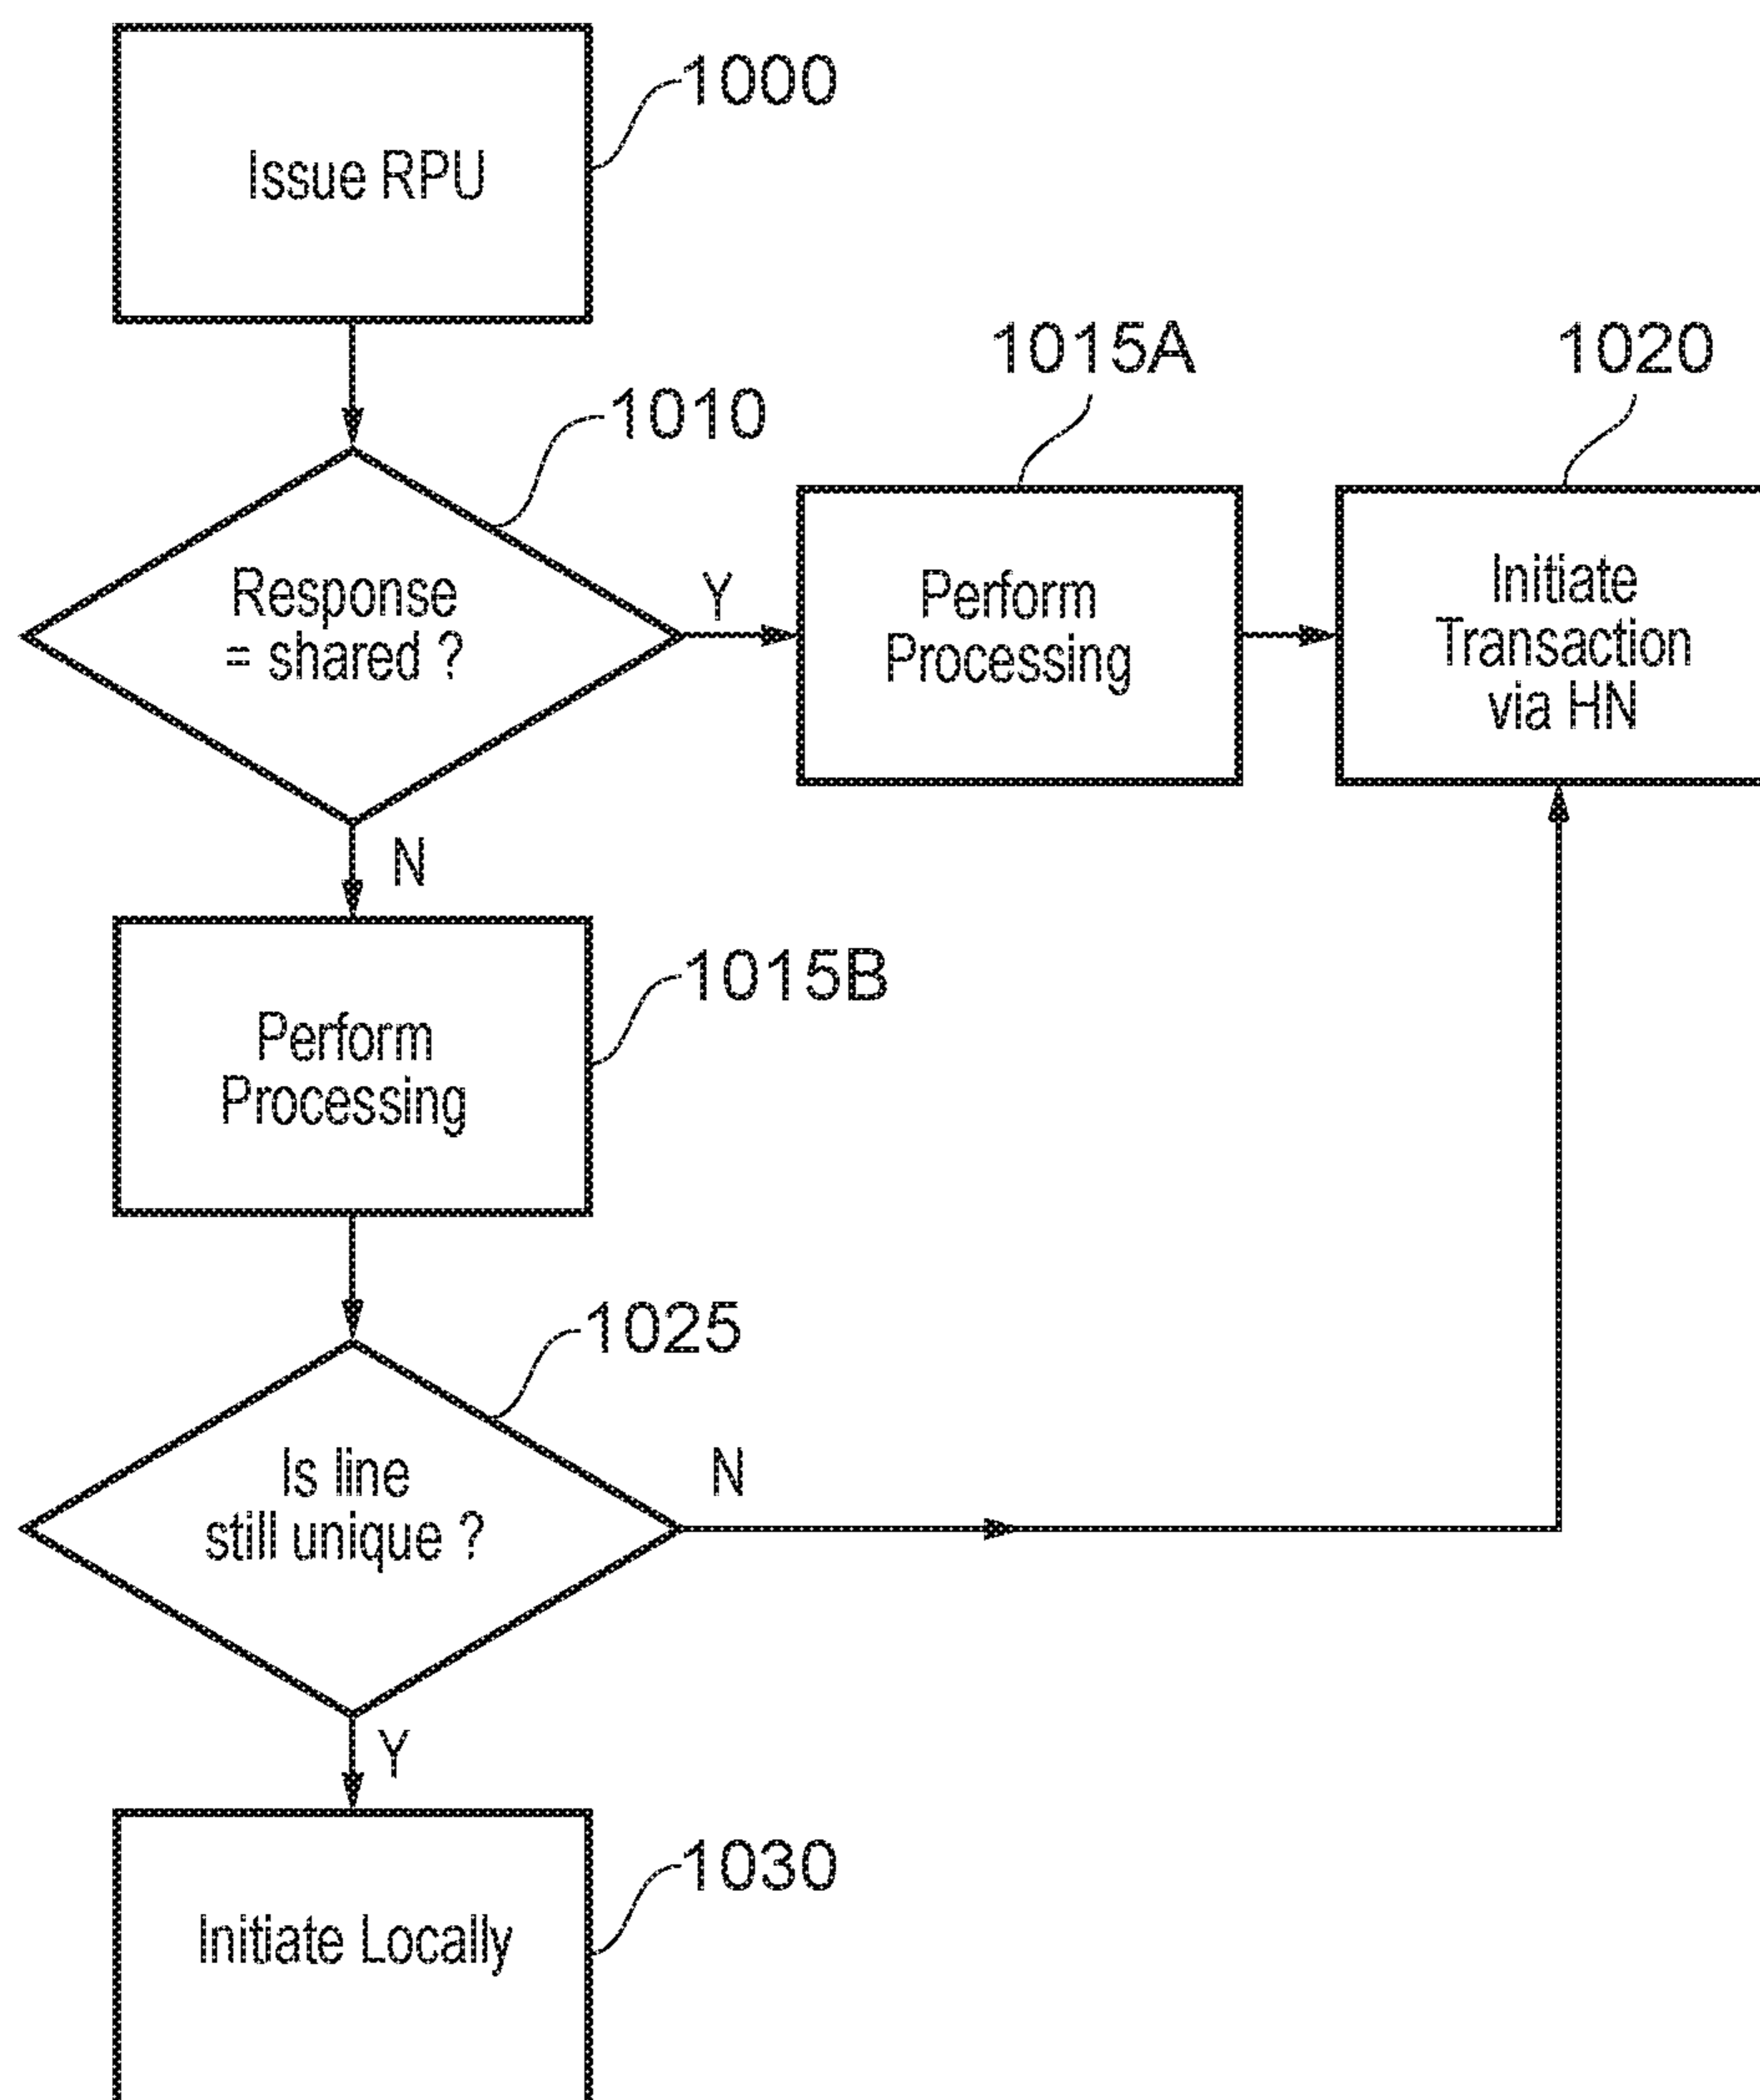 1000
Issue RPU
1010
Response
= shared ?
Y
1015A
Perform
Processing
1020
Initiate
Transaction
via HN
N
1015B
Perform
Processing
1025
Is line
still unique ?
N
Y
1030
Initiate Locally